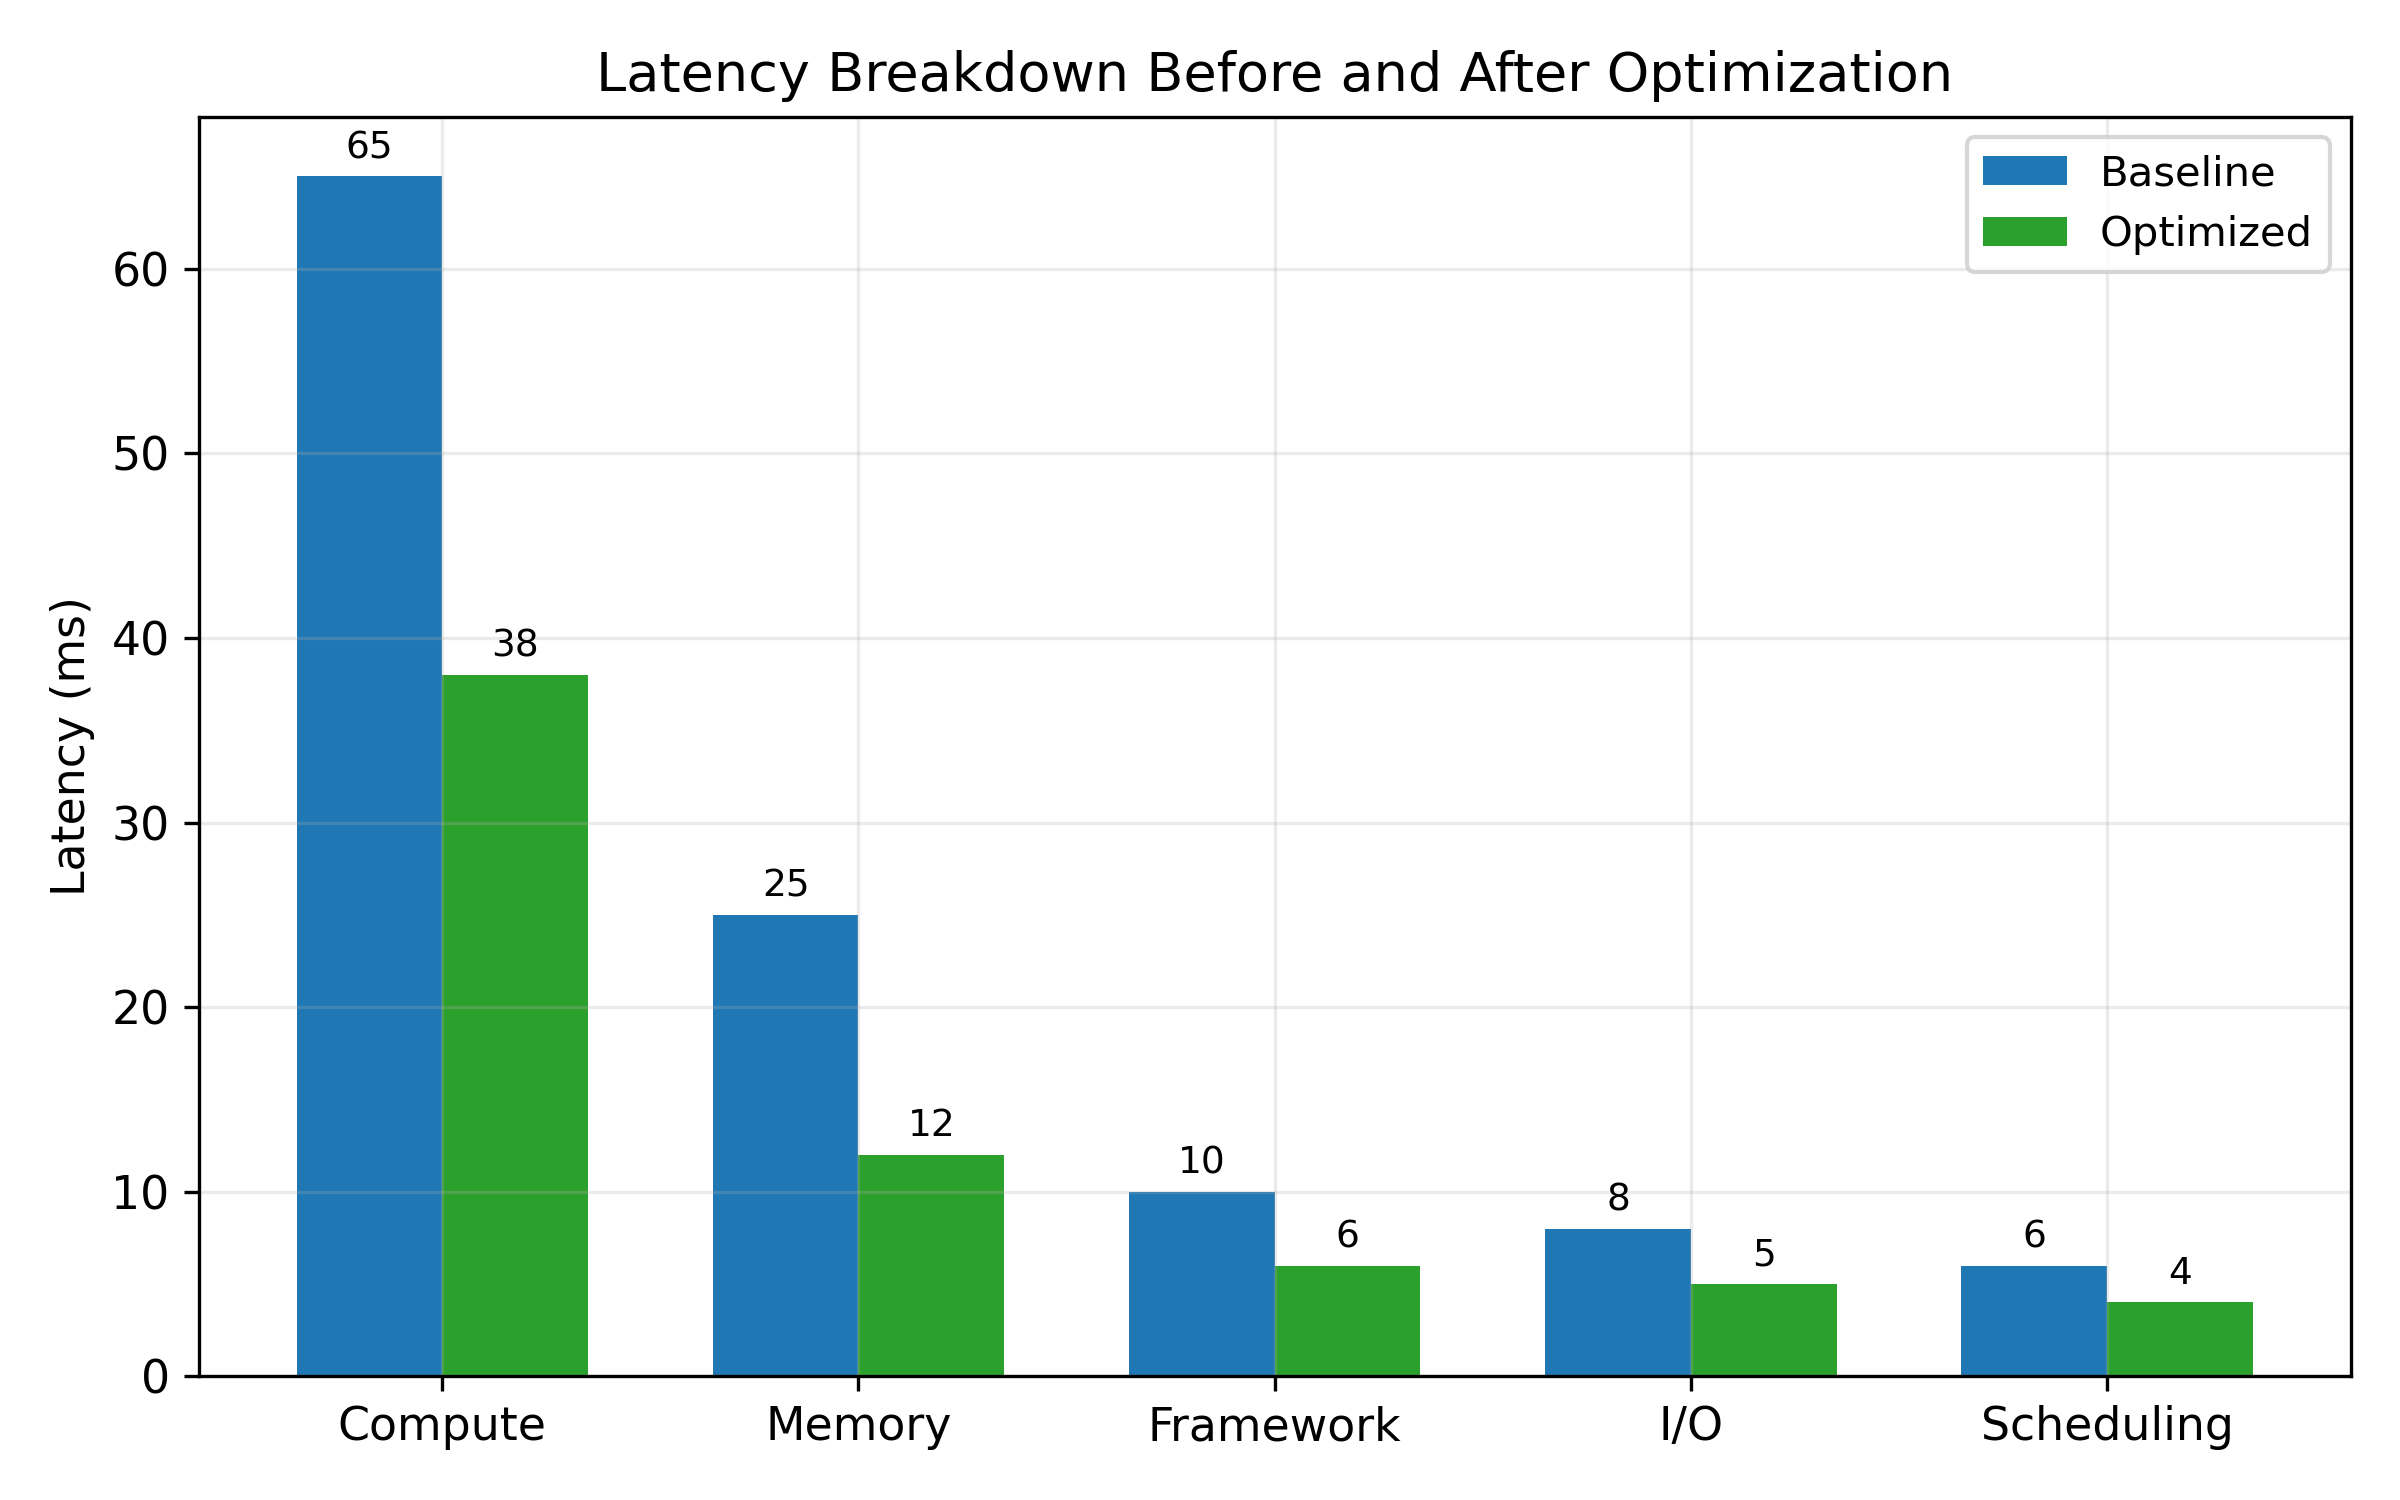 Latency Breakdown Before and After Optimization
Baseline
Optimized
Latency (ms)
60
50
40
30
20
10
0
65
38
25
12
10
6
8
5
6
4
Compute
Memory
Framework
I/O
Scheduling